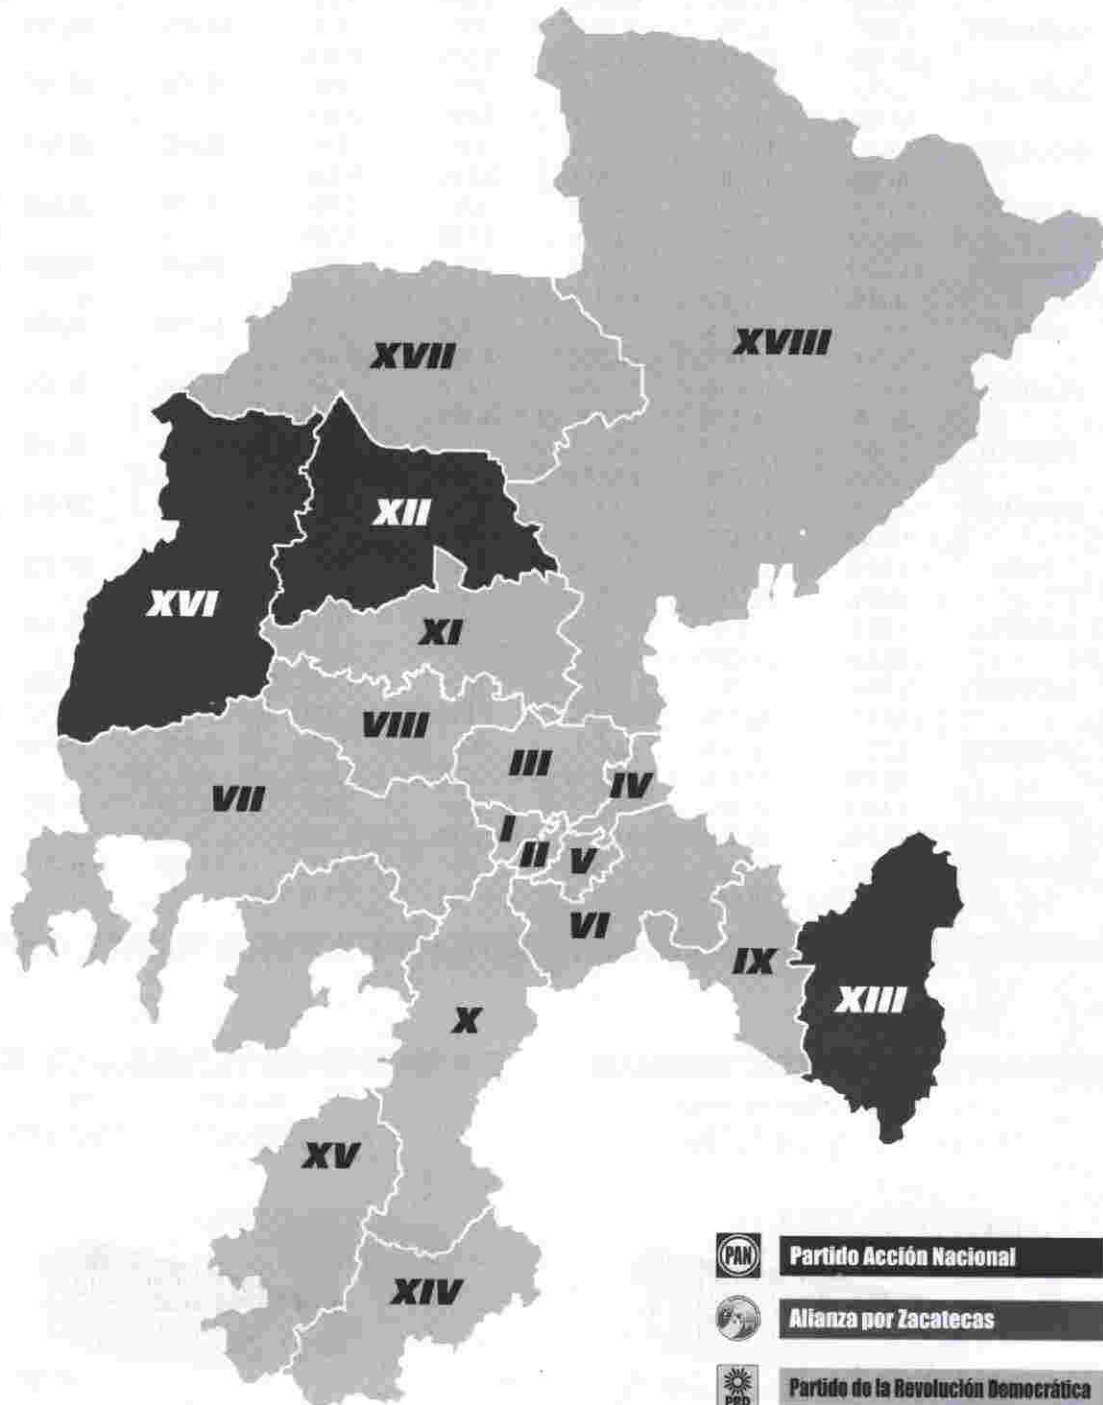 XVII
XVIII
XII
XVI
XI
VIII
III
IV
VII
I
II
V
VI
IX
XIII
X
XV
XIV
PAN Partido Acción Nacional
Alianza por Zacatecas
PRD Partido de la Revolución Democrática